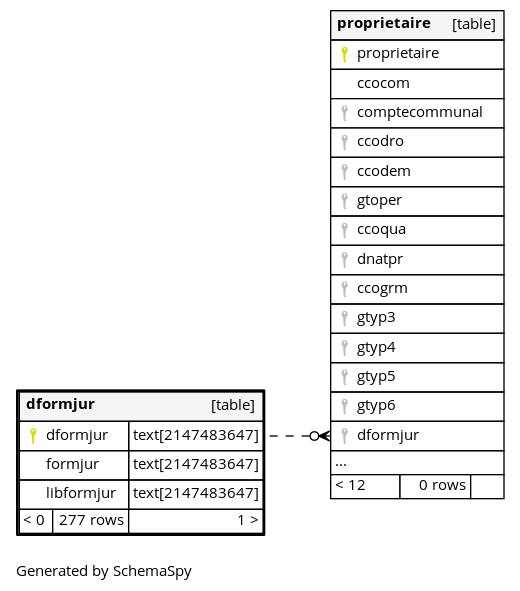 proprietaire [table]
proprietaire
ccocom
comptecommunal
ccodro
ccodem
gtoper
ccoqua
dnatpr
ccogrm
gtyp3
gtyp4
gtyp5
gtyp6
dformjur
...
< 12 0 rows
dformjur [table]
dformjur text[2147483647]
formjur text[2147483647]
libformjur text[2147483647]
< 0 277 rows 1 >
Generated by SchemaSpy